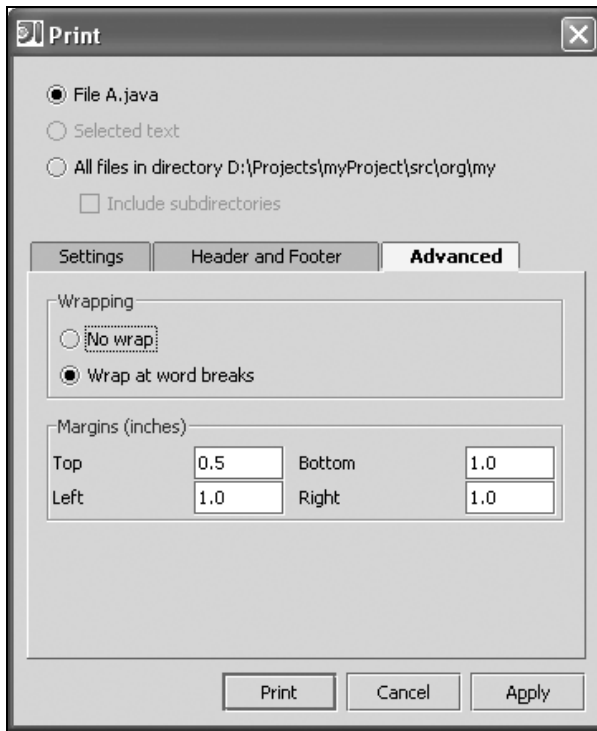 Print
File A.java
Selected text
All files in directory D:\Projects\myProject\src\org\my
Include subdirectories
Settings Header and Footer Advanced
Wrapping
No wrap
Wrap at word breaks
Margins (inches)
Top 0.5 Bottom 1.0
Left 1.0 Right 1.0
Print Cancel Apply